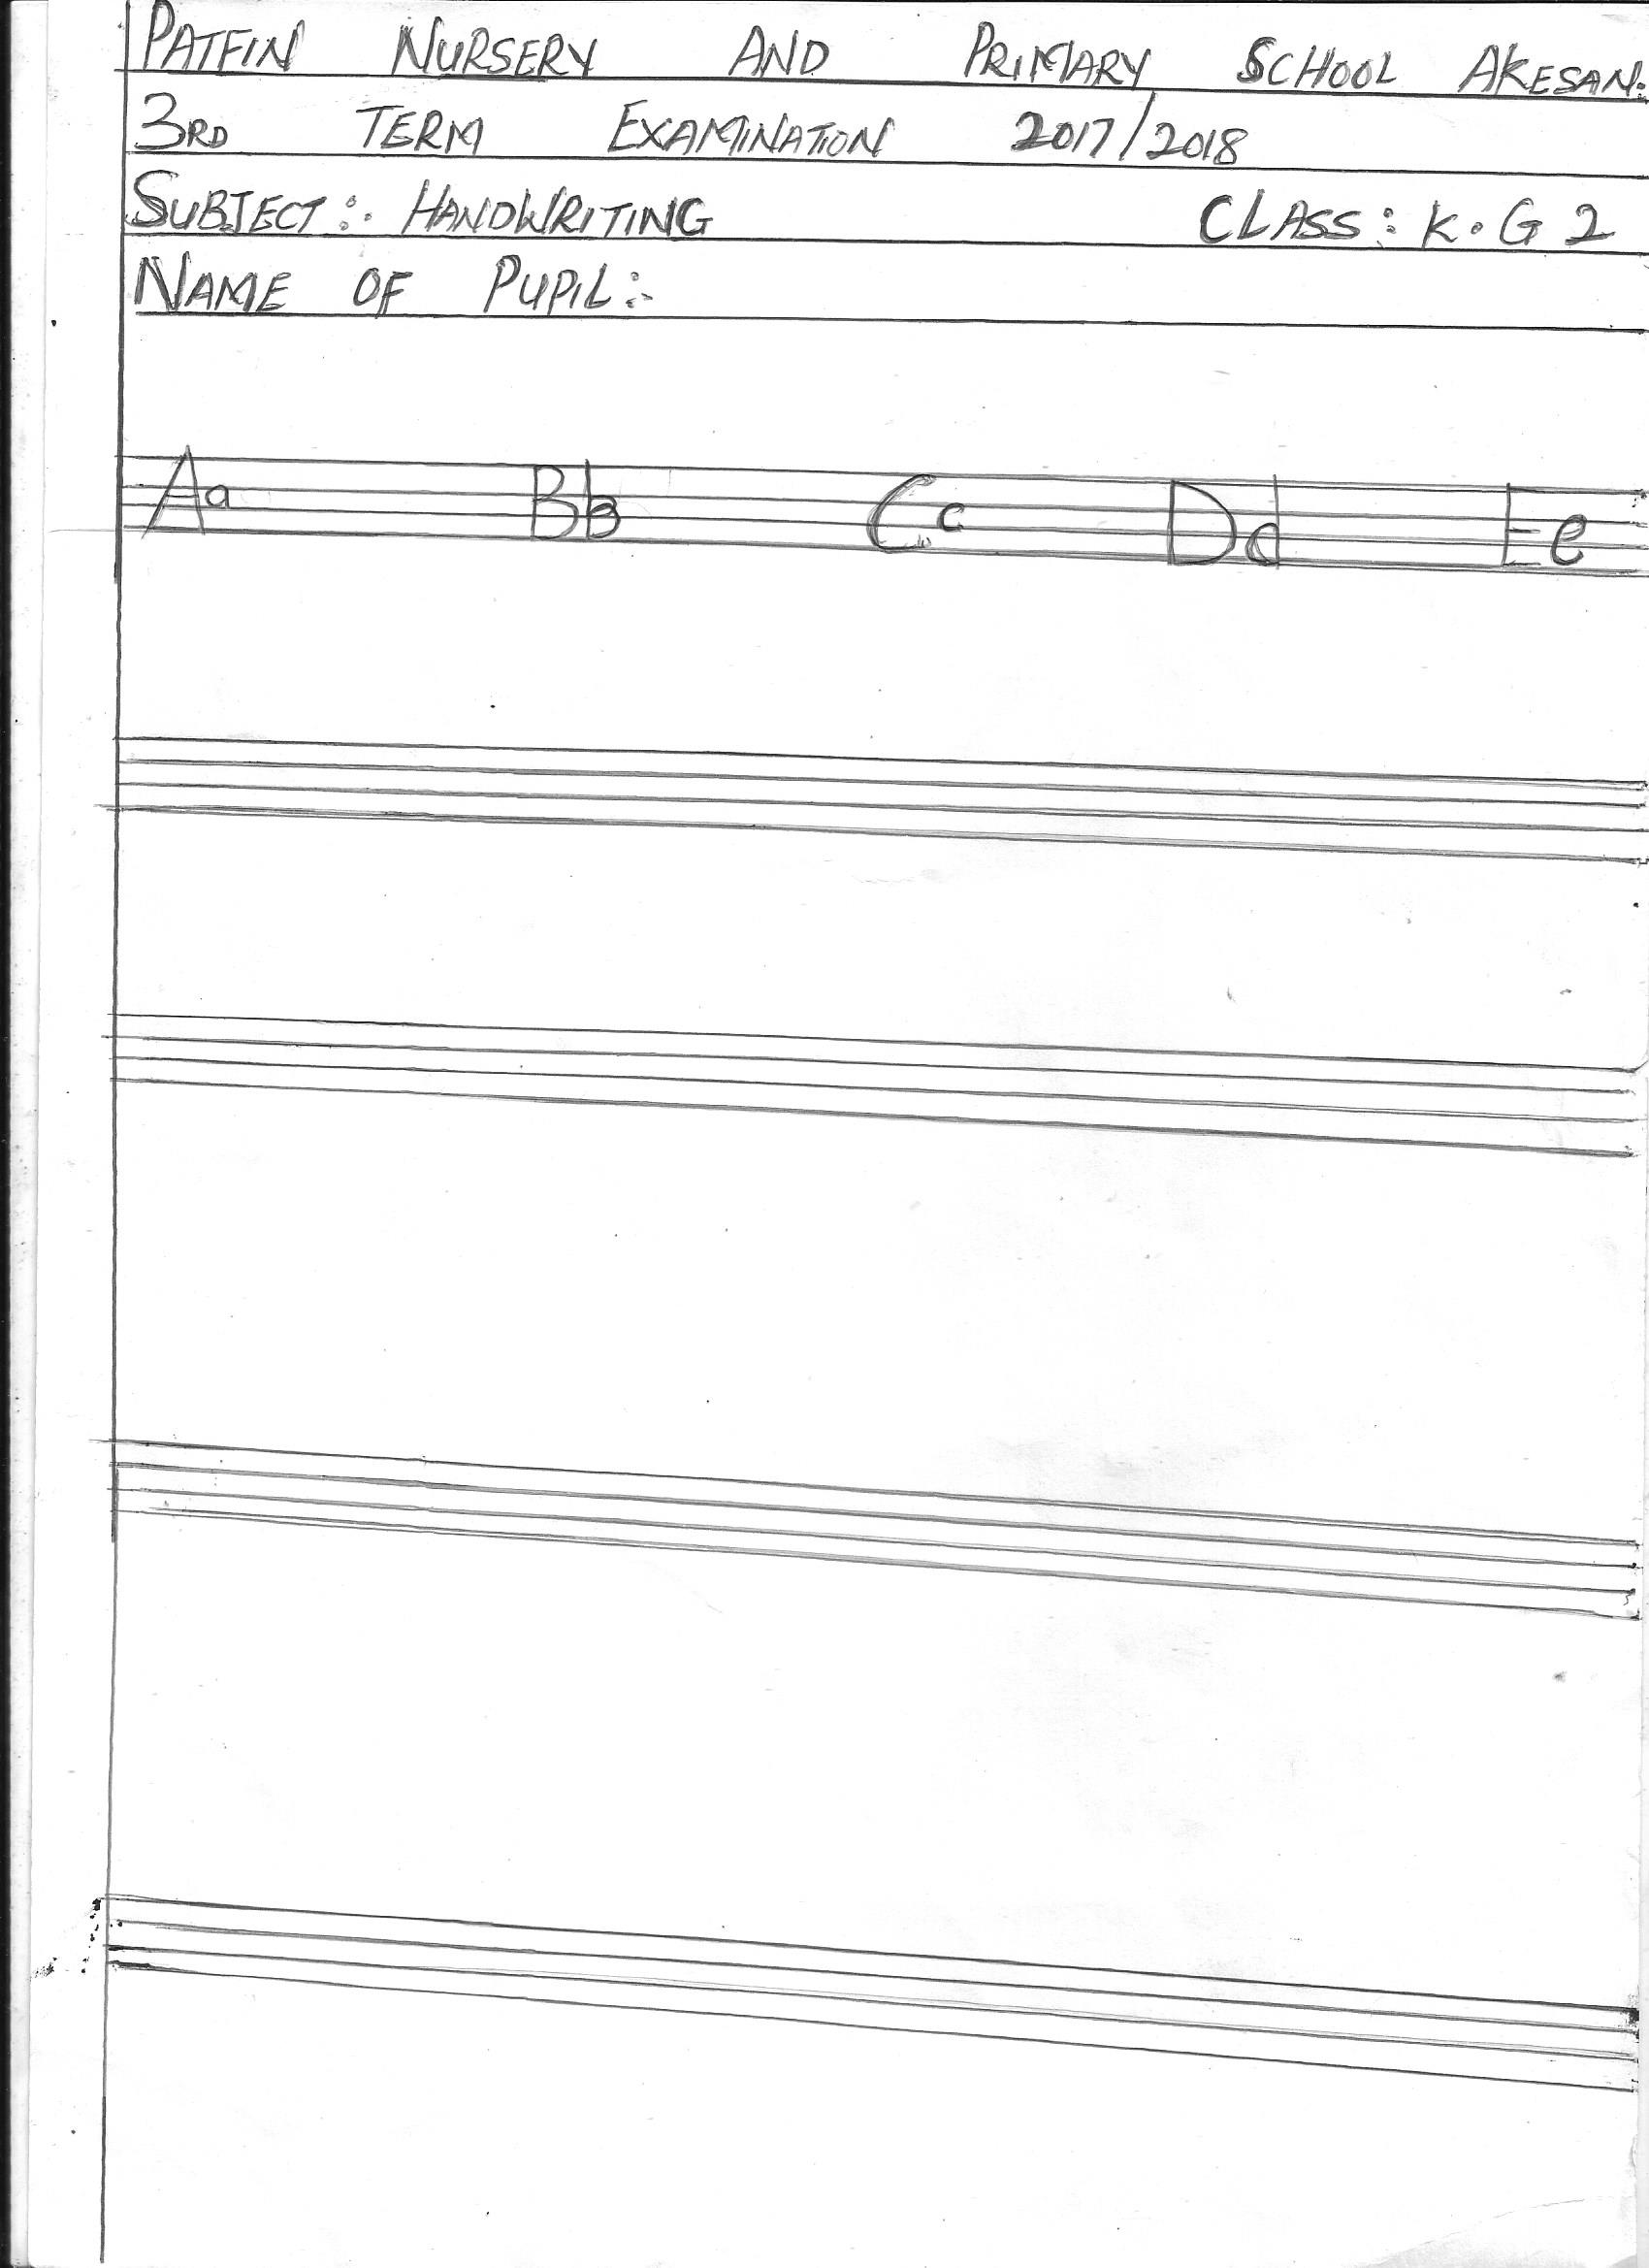 PATFIN NURSERY AND PRIMARY SCHOOL AKESAN.
3RD TERM EXAMINATION 2017/2018
SUBJECT:. HANDWRITING CLASS: K.G 2
NAME OF PUPIL:-
Aa Bb Cc Dd Ee